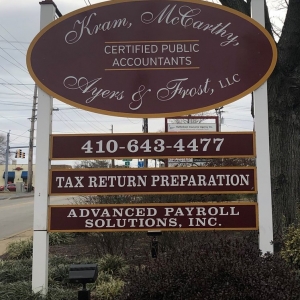 Kram, McCarthy,
CERTIFIED PUBLIC
ACCOUNTANTS
Ayers & Frost, LLC
410-643-4477
TAX RETURN PREPARATION
ADVANCED PAYROLL
SOLUTIONS, INC.